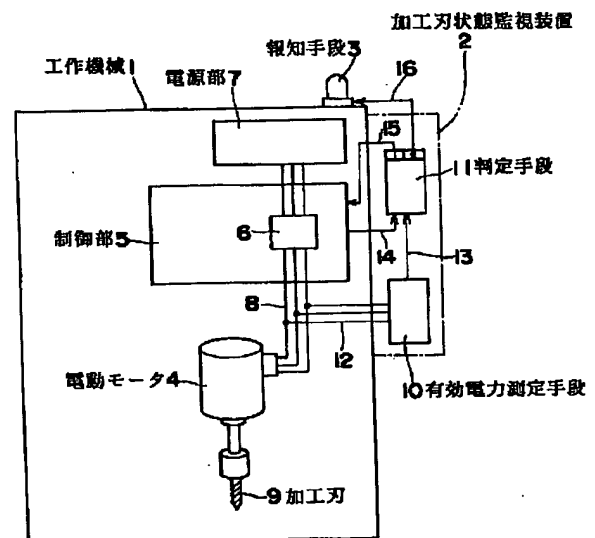 加工刃状態監視装置
2
報知手段3
16
工作機械1
電源部7
15
11判定手段
制御部5
6
14
13
8
12
電動モータ4
10有効電力測定手段
9加工刃